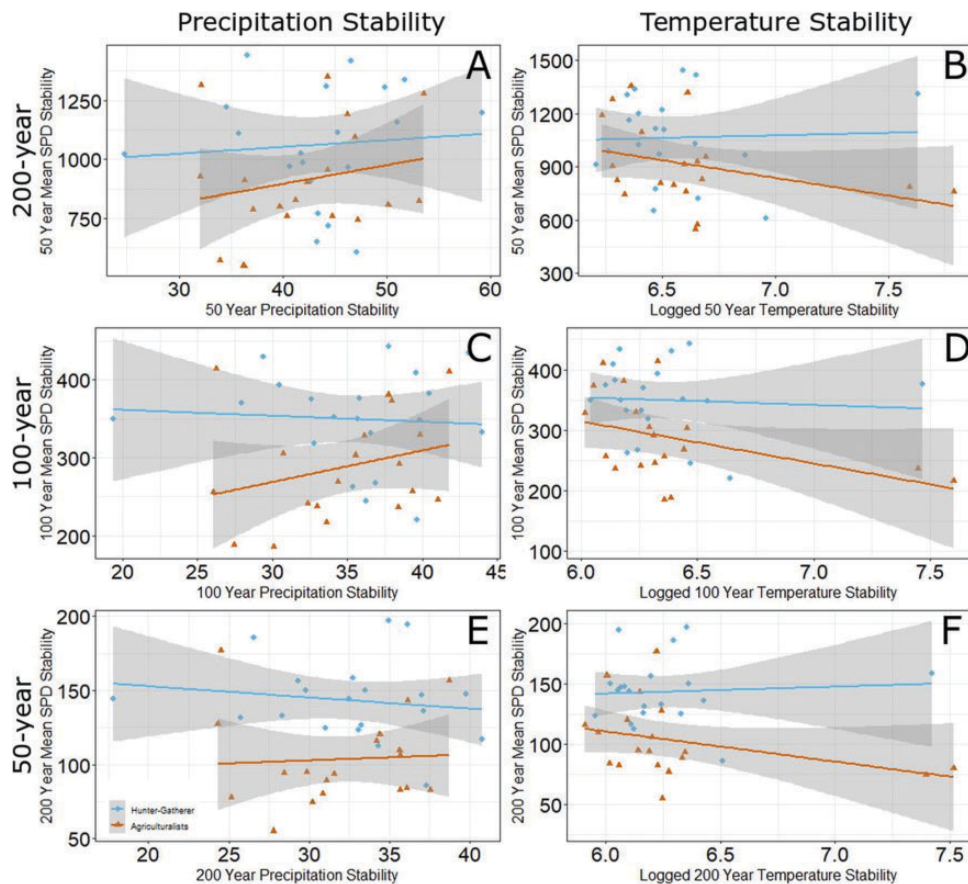 Precipitation Stability
Temperature Stability
200-year
50 Year Mean SPD Stability
1250
1000
750
A
30
40
50
60
50 Year Precipitation Stability
50 Year Mean SPD Stability
1500
1200
900
600
300
B
6.5
7.0
7.5
Logged 50 Year Temperature Stability
100-year
100 Year Mean SPD Stability
400
300
200
C
20
25
30
35
40
45
100 Year Precipitation Stability
100 Year Mean SPD Stability
400
300
200
100
D
6.0
6.5
7.0
7.5
Logged 100 Year Temperature Stability
50-year
200 Year Mean SPD Stability
200
150
100
50
E
Hunter-Gatherer
Agriculturalists
20
25
30
35
40
200 Year Precipitation Stability
200 Year Mean SPD Stability
200
150
100
50
F
6.0
6.5
7.0
7.5
Logged 200 Year Temperature Stability